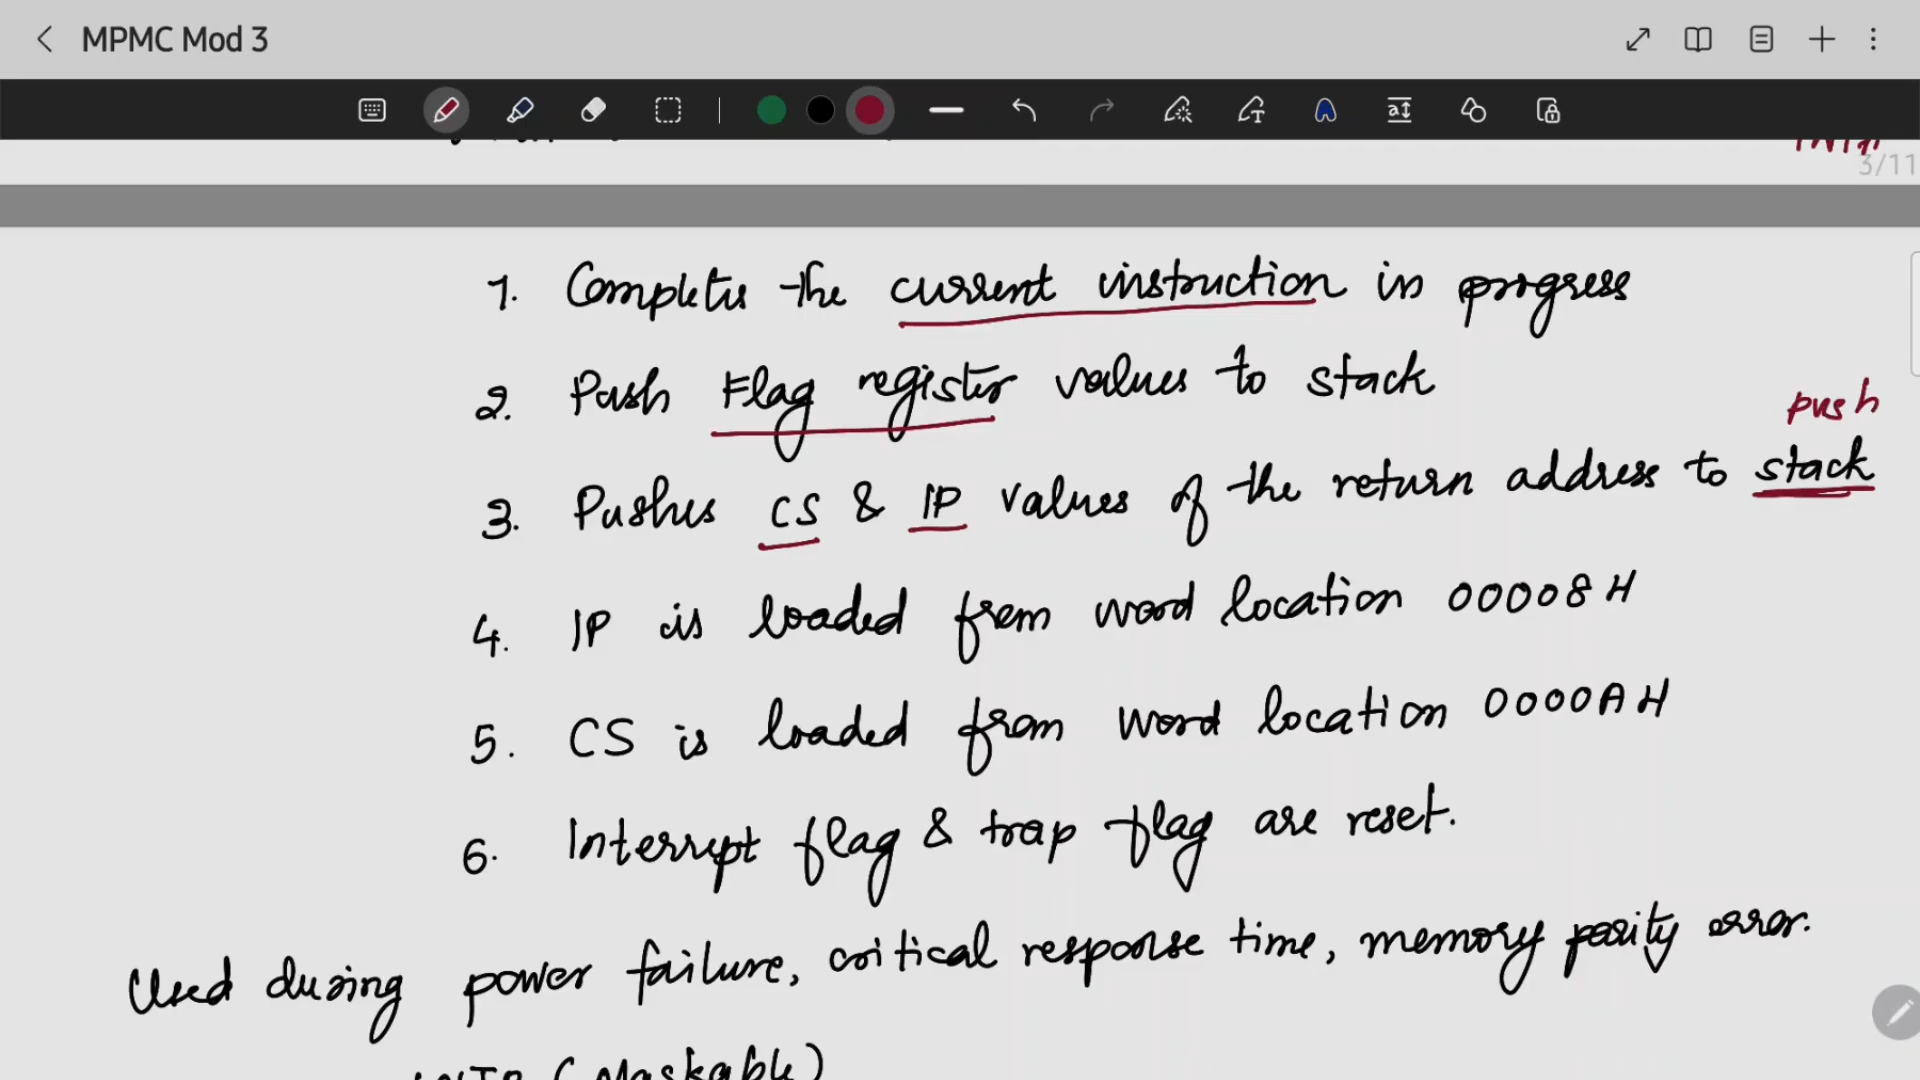 MPMC Mod 3
3/11
1. Completes the current instruction in progress
2. Push Flag register values to stack
push
3. Pushes CS & IP values of the return address to stack
4. IP is loaded from word location 00008H
5. CS is loaded from word location 0000AH
6. Interrupt flag & trap flag are reset.
Used during power failure, critical response time, memory parity error.
INTR (Maskable)